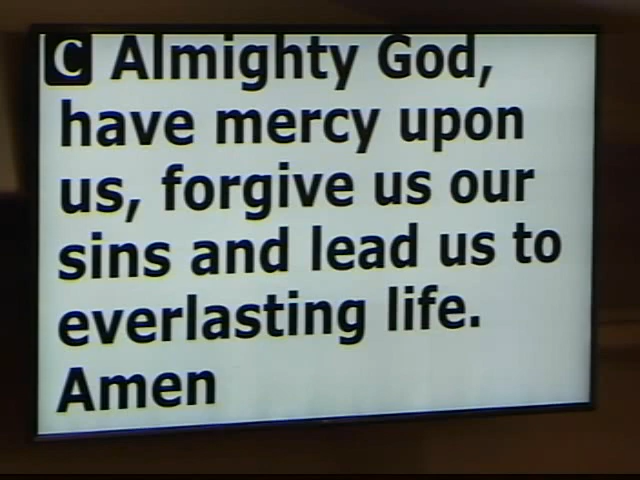 C Almighty God,
have mercy upon
us, forgive us our
sins and lead us to
everlasting life.
Amen